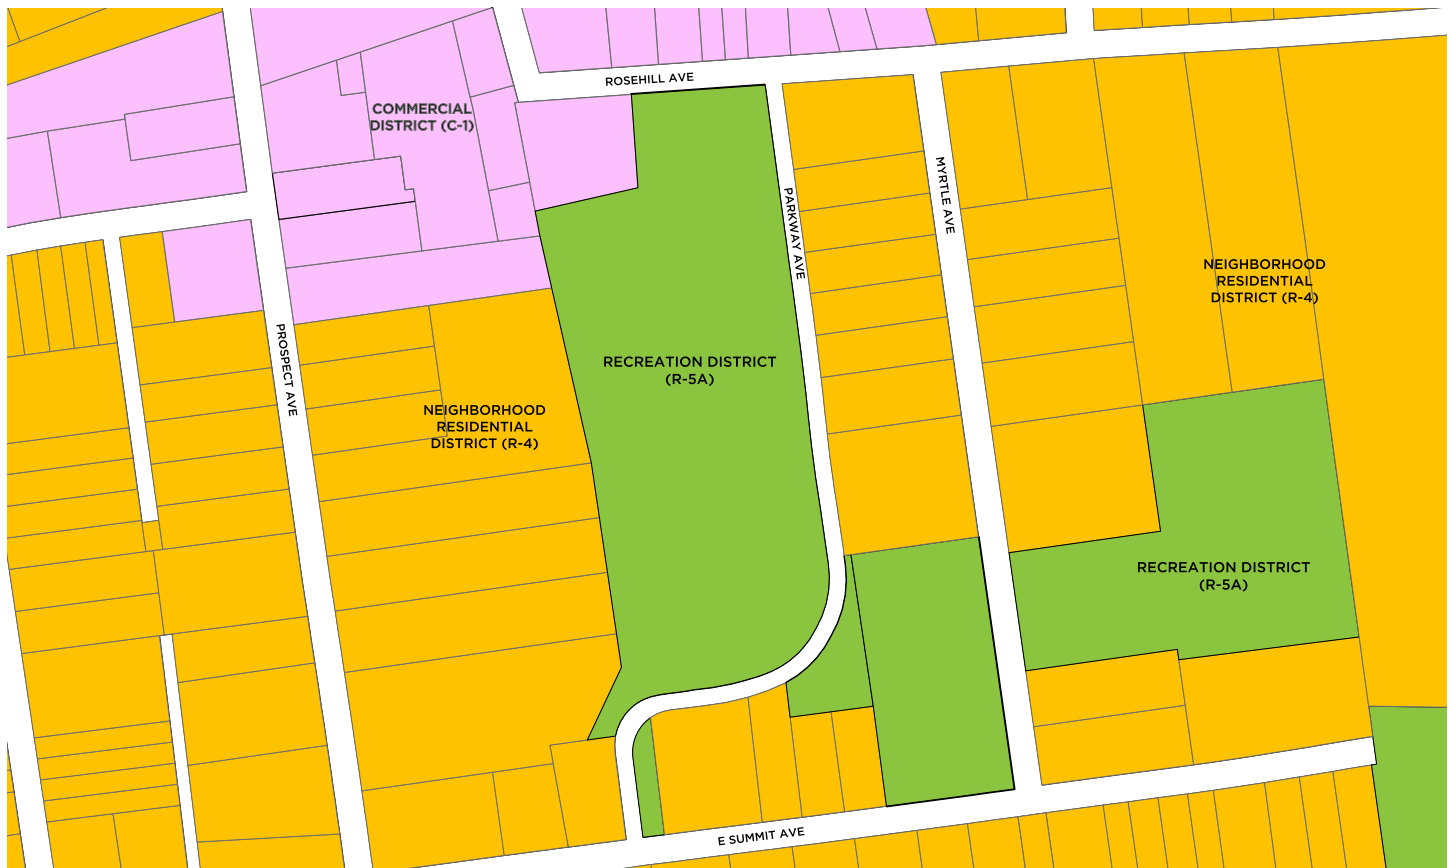 ROSEHILL AVE
COMMERCIAL
DISTRICT (C-1)
PARKWAY AVE
MYRTLE AVE
NEIGHBORHOOD
RESIDENTIAL
DISTRICT (R-4)
PROSPECT AVE
RECREATION DISTRICT
(R-5A)
NEIGHBORHOOD
RESIDENTIAL
DISTRICT (R-4)
RECREATION DISTRICT
(R-5A)
E SUMMIT AVE